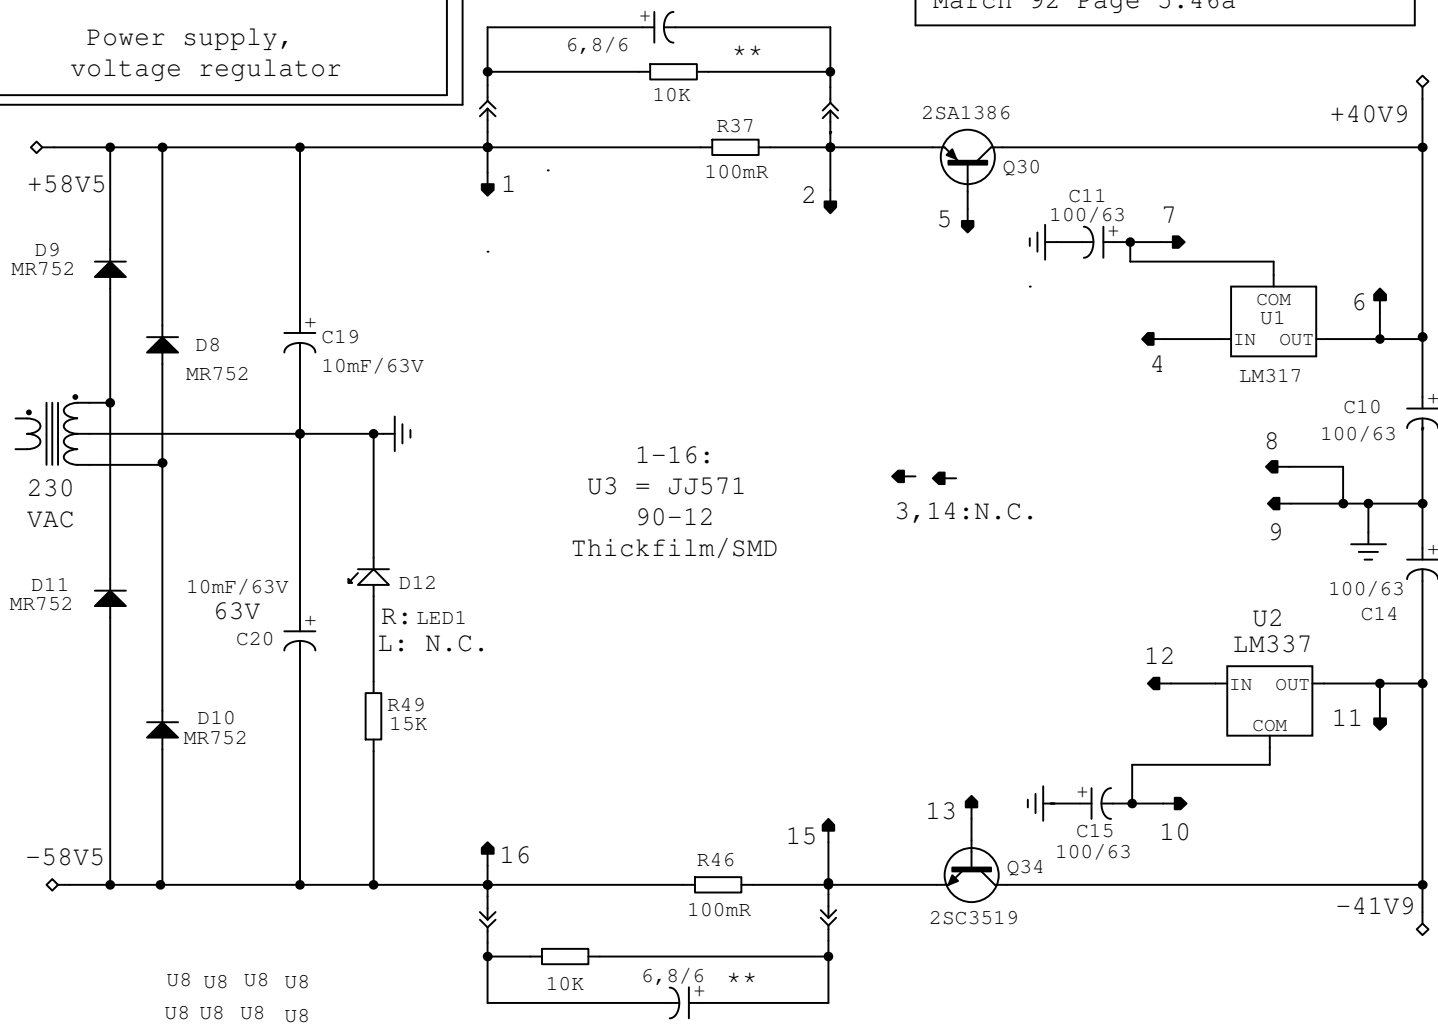 March 92 Page 5.46a
Power supply,
voltage regulator
+
6,8/6
**
10K
2SA1386
+40V9
R37
100mR
Q30
+58V5
1
2
5
C11
100/63
+
7
D9
MR752
COM
U1
IN OUT
LM317
6
4
+
C19
10mF/63V
D8
MR752
C10
100/63
+
230
VAC
1-16:
U3 = JJ571
90-12
Thickfilm/SMD
3,14:N.C.
8
9
+
100/63
C14
D11
MR752
10mF/63V
63V
C20
+
D12
R: LED1
L: N.C.
U2
LM337
12
IN OUT
COM
11
R49
15K
D10
MR752
13
+
C15
100/63
10
-58V5
16
15
R46
100mR
Q34
2SC3519
-41V9
10K
6,8/6
+
**
U8 U8 U8 U8
U8 U8 U8 U8